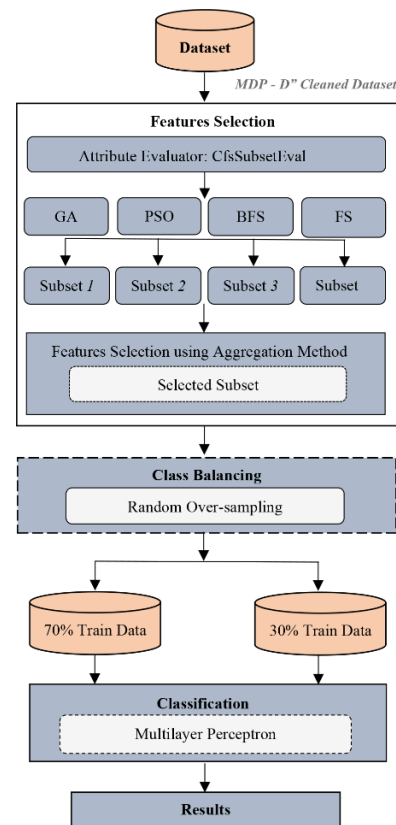 Dataset
MDP - D” Cleaned Dataset
Features Selection
Attribute Evaluator: CfsSubsetEval
GA PSO BFS FS
Subset 1 Subset 2 Subset 3 Subset
Features Selection using Aggregation Method
Selected Subset
Class Balancing
Random Over-sampling
70% Train Data 30% Train Data
Classification
Multilayer Perceptron
Results